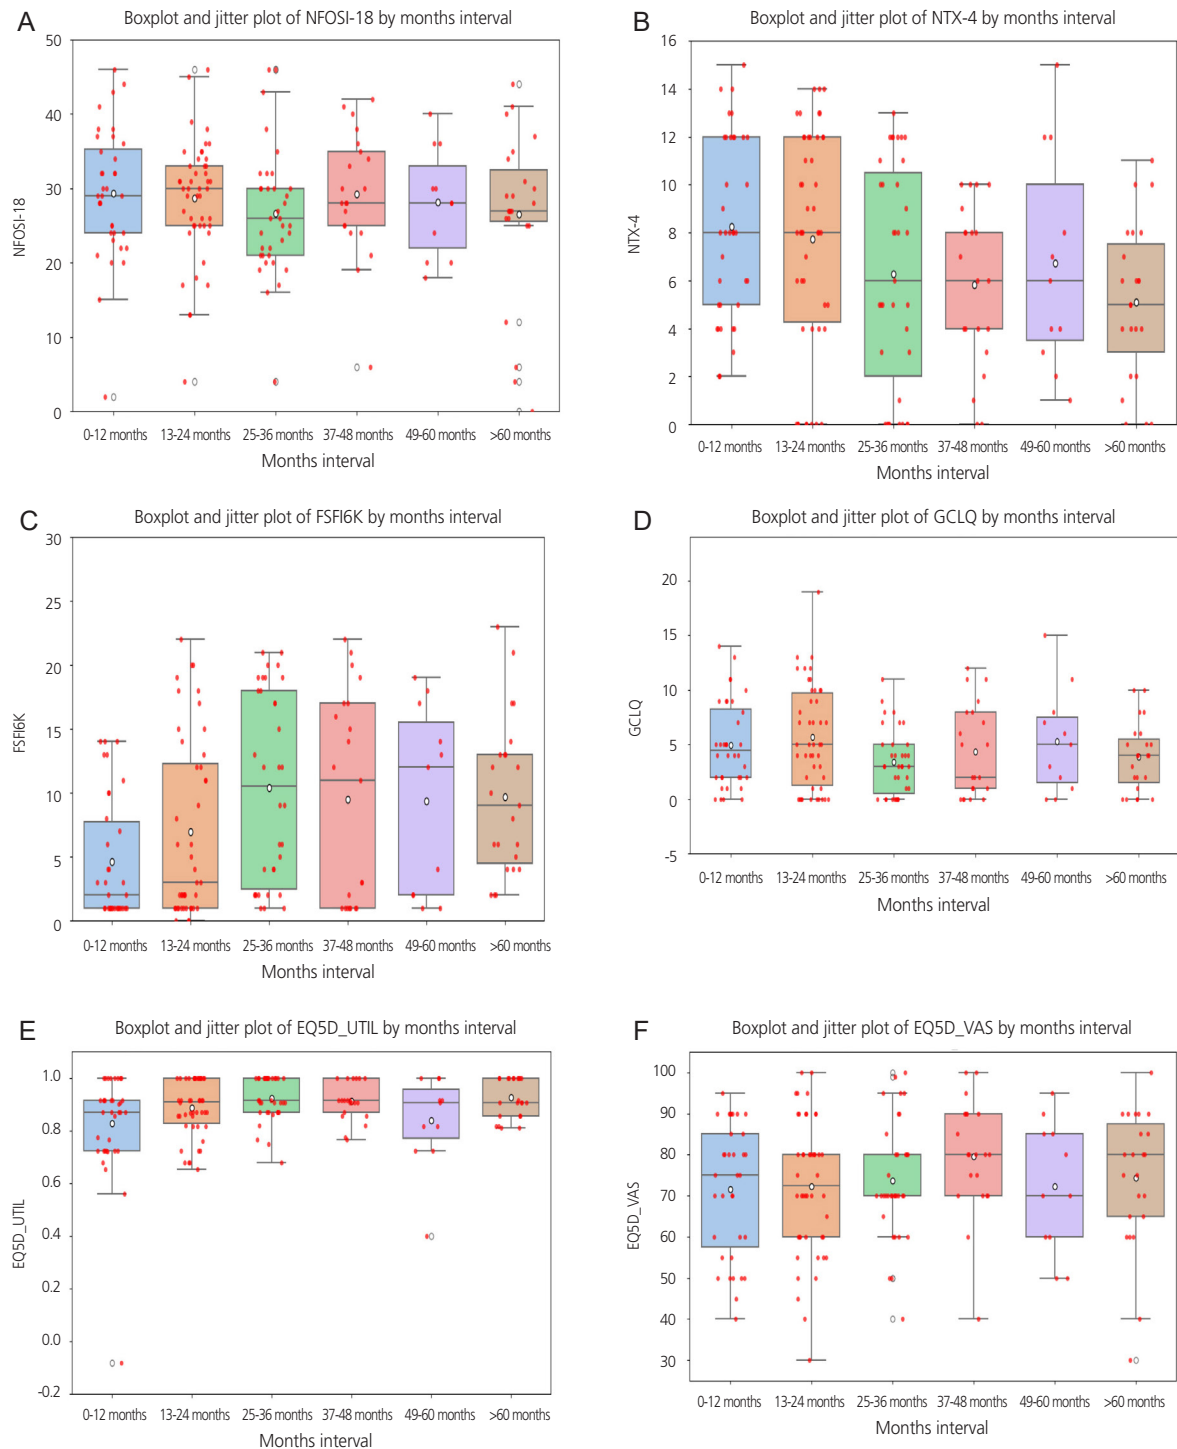 A
Boxplot and jitter plot of NFOSI-18 by months interval
NFOSI-18
50
40
30
20
10
0
0-12 months 13-24 months 25-36 months 37-48 months 49-60 months >60 months
Months interval
B
Boxplot and jitter plot of NTX-4 by months interval
NTX-4
16
14
12
10
8
6
4
2
0
0-12 months 13-24 months 25-36 months 37-48 months 49-60 months >60 months
Months interval
C
Boxplot and jitter plot of FSFI6K by months interval
FSFI6K
30
25
20
15
10
5
0
0-12 months 13-24 months 25-36 months 37-48 months 49-60 months >60 months
Months interval
D
Boxplot and jitter plot of GCLQ by months interval
GCLQ
20
15
10
5
0
-5
0-12 months 13-24 months 25-36 months 37-48 months 49-60 months >60 months
Months interval
E
Boxplot and jitter plot of EQ5D_UTIL by months interval
EQ5D_UTIL
1.0
0.8
0.6
0.4
0.2
0.0
-0.2
0-12 months 13-24 months 25-36 months 37-48 months 49-60 months >60 months
Months interval
F
Boxplot and jitter plot of EQ5D_VAS by months interval
EQ5D_VAS
100
90
80
70
60
50
40
30
0-12 months 13-24 months 25-36 months 37-48 months 49-60 months >60 months
Months interval